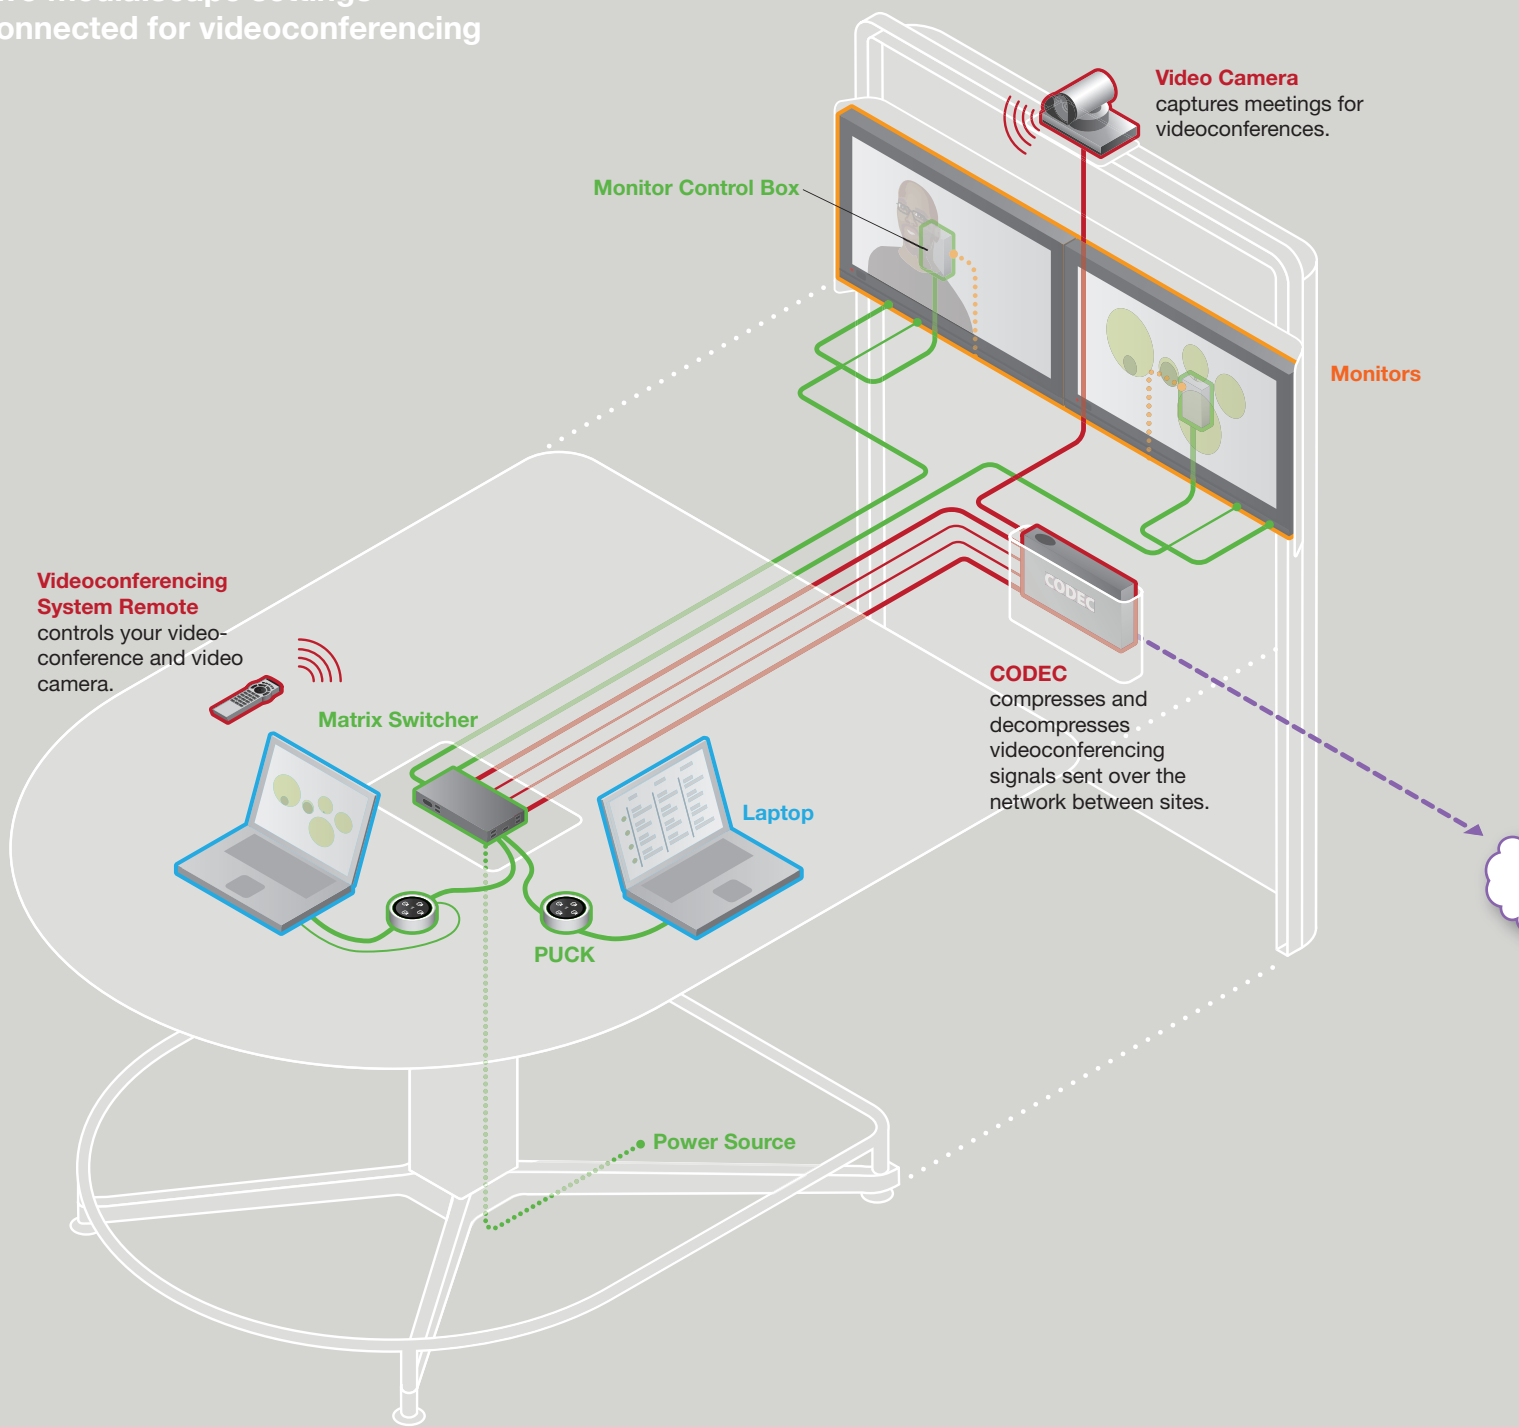 mediascape settings
onnected for videoconferencing
Video Camera
captures meetings for
videoconferences.
Monitor Control Box
Monitors
Videoconferencing
System Remote
controls your video-
conference and video
camera.
Matrix Switcher
CODEC
CODEC
compresses and
decompresses
videoconferencing
signals sent over the
network between sites.
Laptop
PUCK
Power Source